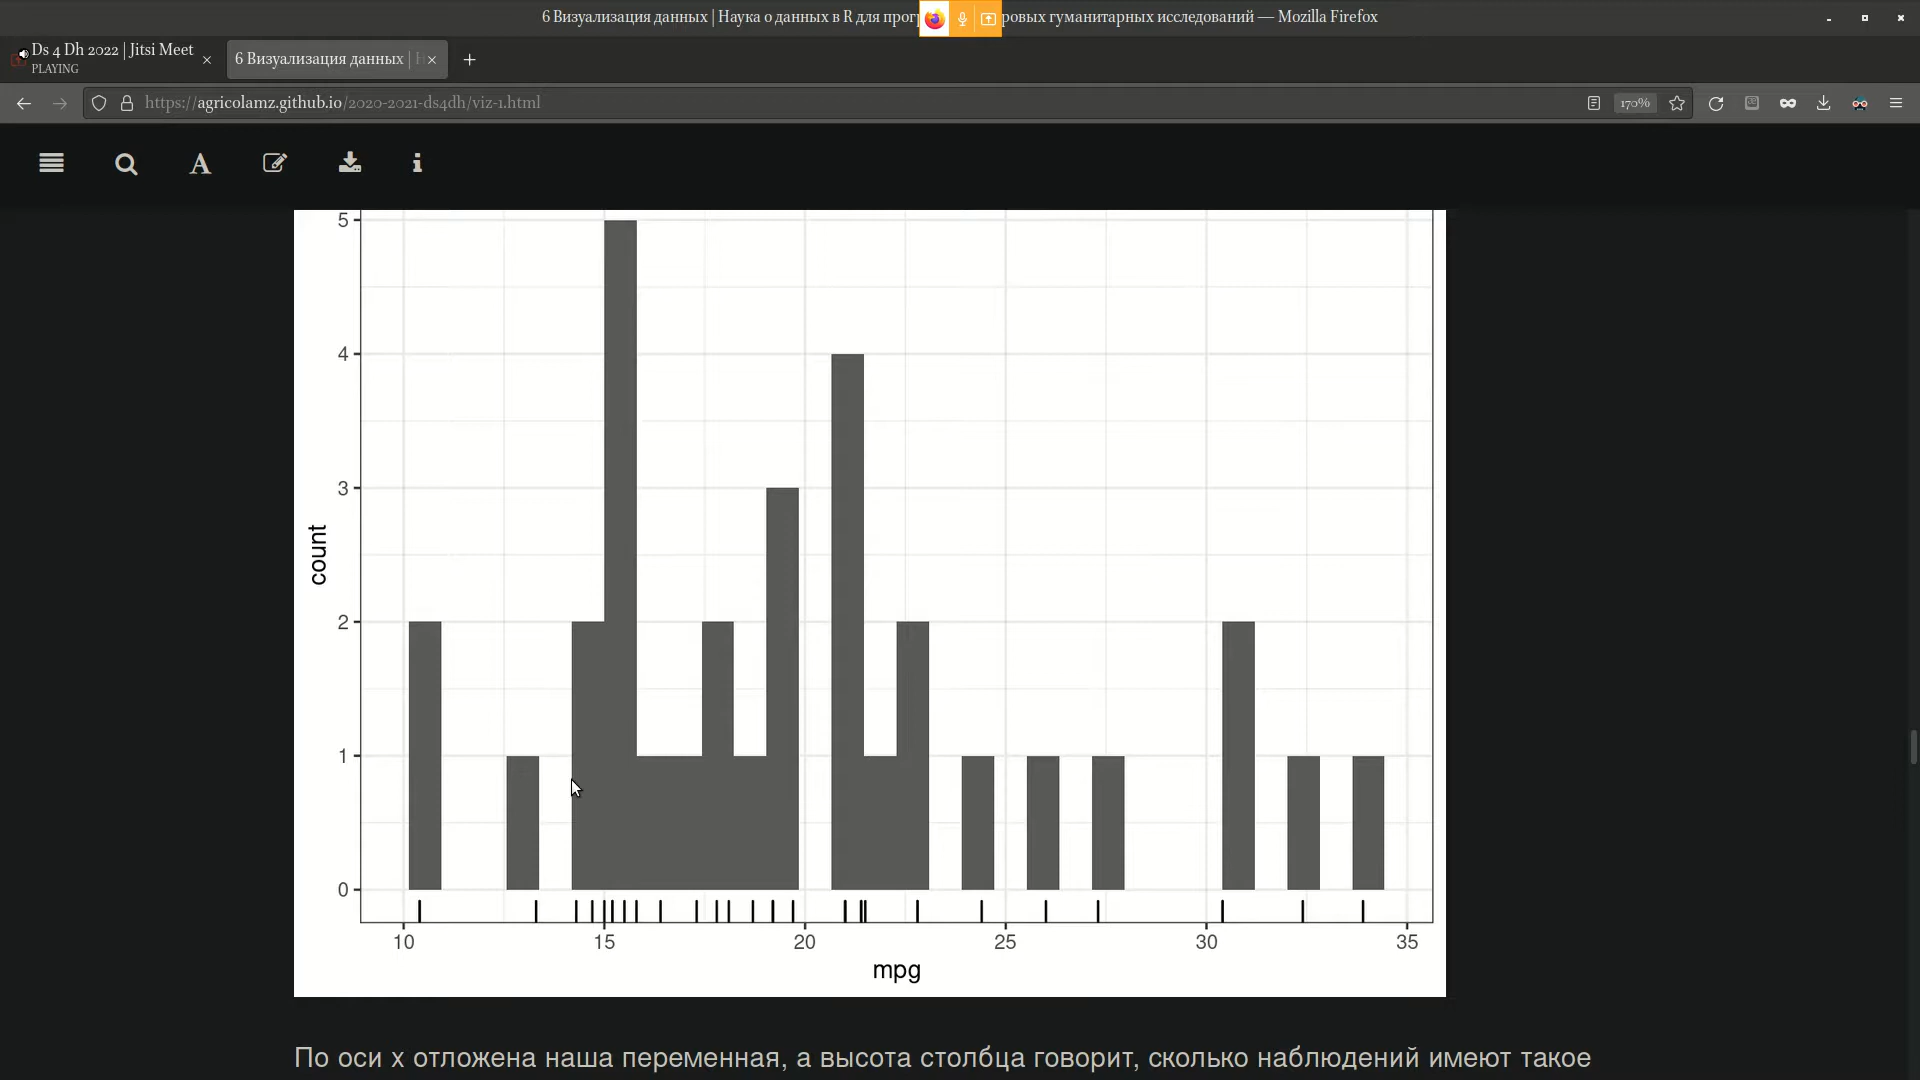 6 Визуализация данных | Наука о данных в R для прог ровых гуманитарных исследований — Mozilla Firefox
Ds 4 Dh 2022 | Jitsi Meet
PLAYING
6 Визуализация данных |
https://agricolamz.github.io/2020-2021-ds4dh/viz-1.html
170%
5
4
3
2
1
0
count
10 15 20 25 30 35
mpg
По оси x отложена наша переменная, а высота столбца говорит, сколько наблюдений имеют такое